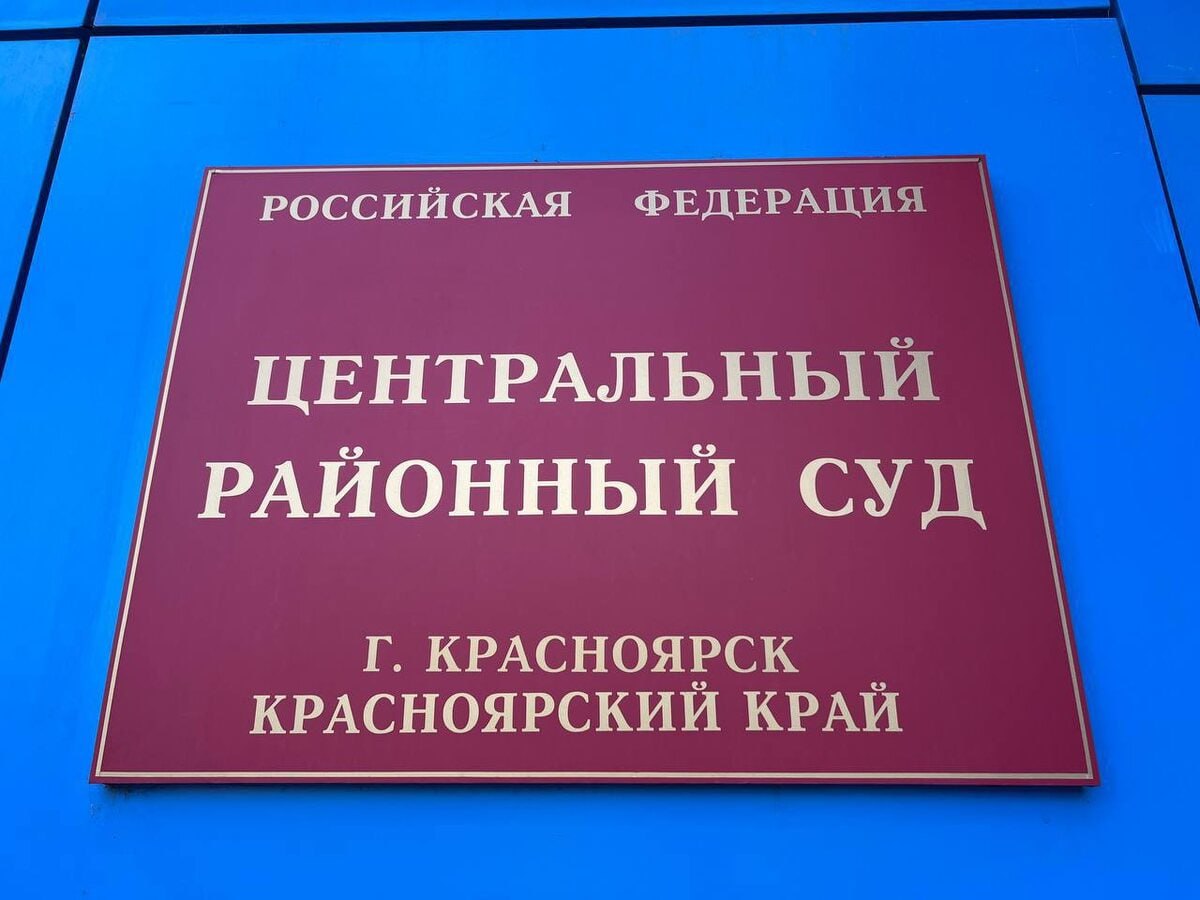 РОССИЙСКАЯ ФЕДЕРАЦИЯ
ЦЕНТРАЛЬНЫЙ
РАЙОННЫЙ СУД
Г. КРАСНОЯРСК
КРАСНОЯРСКИЙ КРАЙ